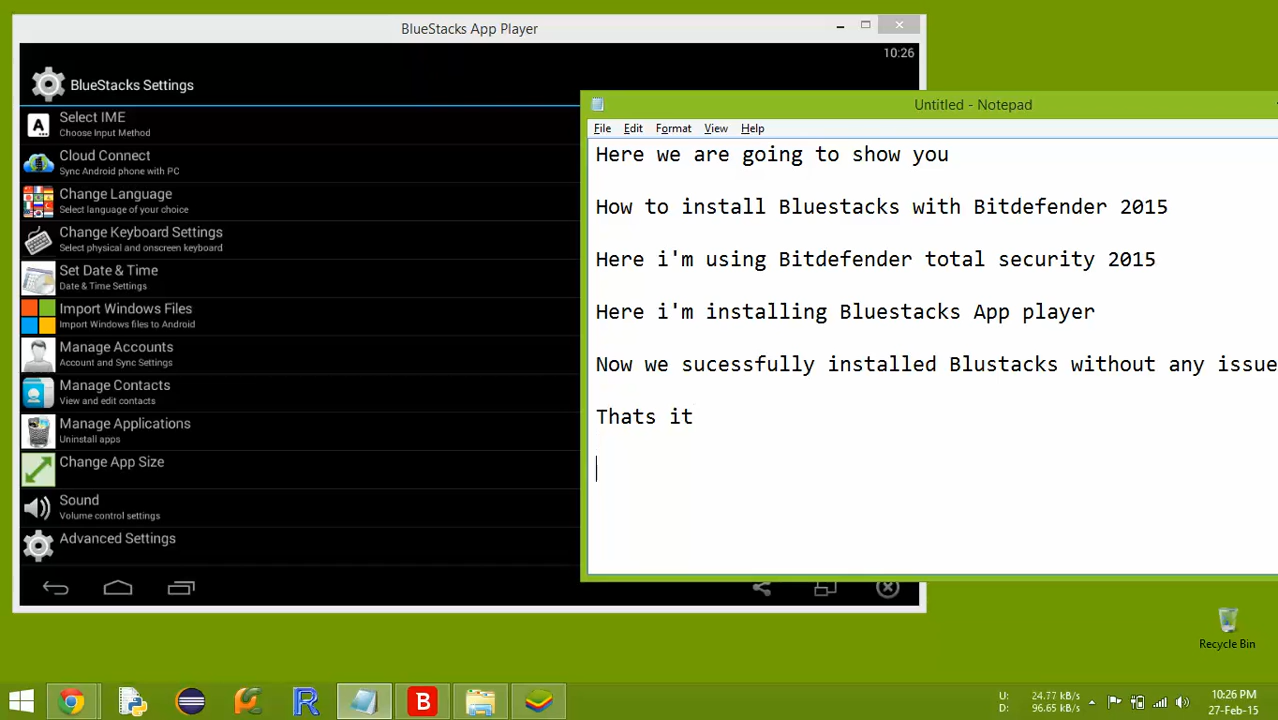 BlueStacks App Player
10:26
BlueStacks Settings
A
Select IME
Choose Input Method
Cloud Connect
Sync Android phone with PC
Change Language
Select language of your choice
Change Keyboard Settings
Select physical and onscreen keyboard
Set Date & Time
Date & Time Settings
Import Windows Files
Import Windows files to Android
Manage Accounts
Account and Sync Settings
Manage Contacts
View and edit contacts
Manage Applications
Uninstall apps
Change App Size
Sound
Volume control settings
Advanced Settings
Untitled - Notepad
File Edit Format View Help
Here we are going to show you
How to install Bluestacks with Bitdefender 2015
Here i'm using Bitdefender total security 2015
Here i'm installing Bluestacks App player
Now we sucessfully installed Blustacks without any issue
Thats it
Recycle Bin
R
B
U: 24.77 kB/s
D: 96.65 kB/s
10:26 PM
27-Feb-15